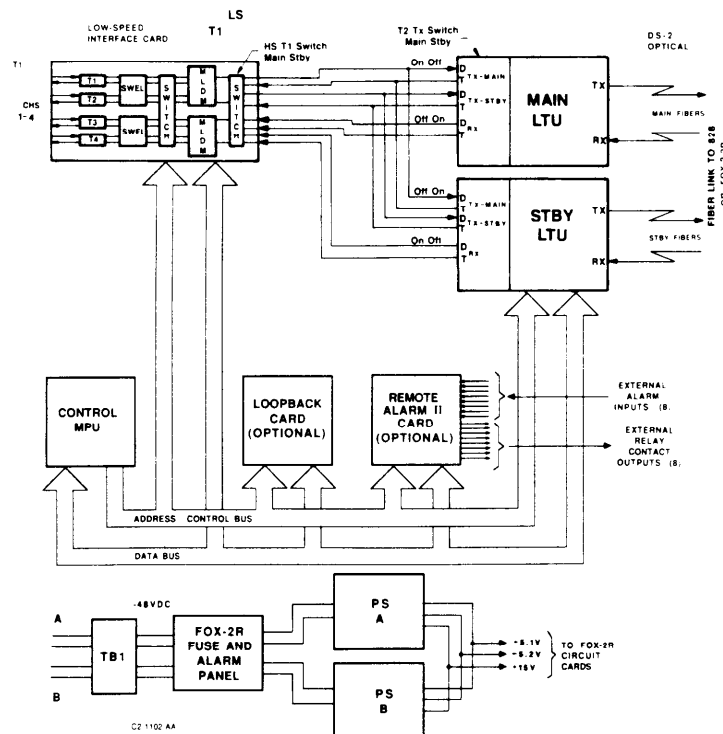 LS
T1
LOW-SPEED
INTERFACE CARD
HS T1 Switch
Main Stby
T2 Tx Switch
Main Stby
DS-2
OPTICAL
T1
CHS
1-4
T1
T2
T3
T4
SWEL
SWEL
SWITCH
MLDM
MLDM
SWITCH
On Off
Off On
D
T
TX-MAIN
D
T
TX-STBY
D
T
RX
MAIN
LTU
TX
RX
MAIN FIBERS
FIBER LINK TO 828
OR FOX-2R
Off On
On Off
D
T
TX-MAIN
D
T
TX-STBY
D
T
RX
STBY
LTU
TX
RX
STBY FIBERS
CONTROL
MPU
LOOPBACK
CARD
(OPTIONAL)
REMOTE
ALARM II
CARD
(OPTIONAL)
EXTERNAL
ALARM
INPUTS (8.
EXTERNAL
RELAY
CONTACT
OUTPUTS (8)
ADDRESS CONTROL BUS
DATA BUS
-48VDC
A
B
TB1
FOX-2R
FUSE AND
ALARM
PANEL
PS
A
PS
B
-5.2V
TO FOX-2R
CIRCUIT
CARDS
C2 1102 AA